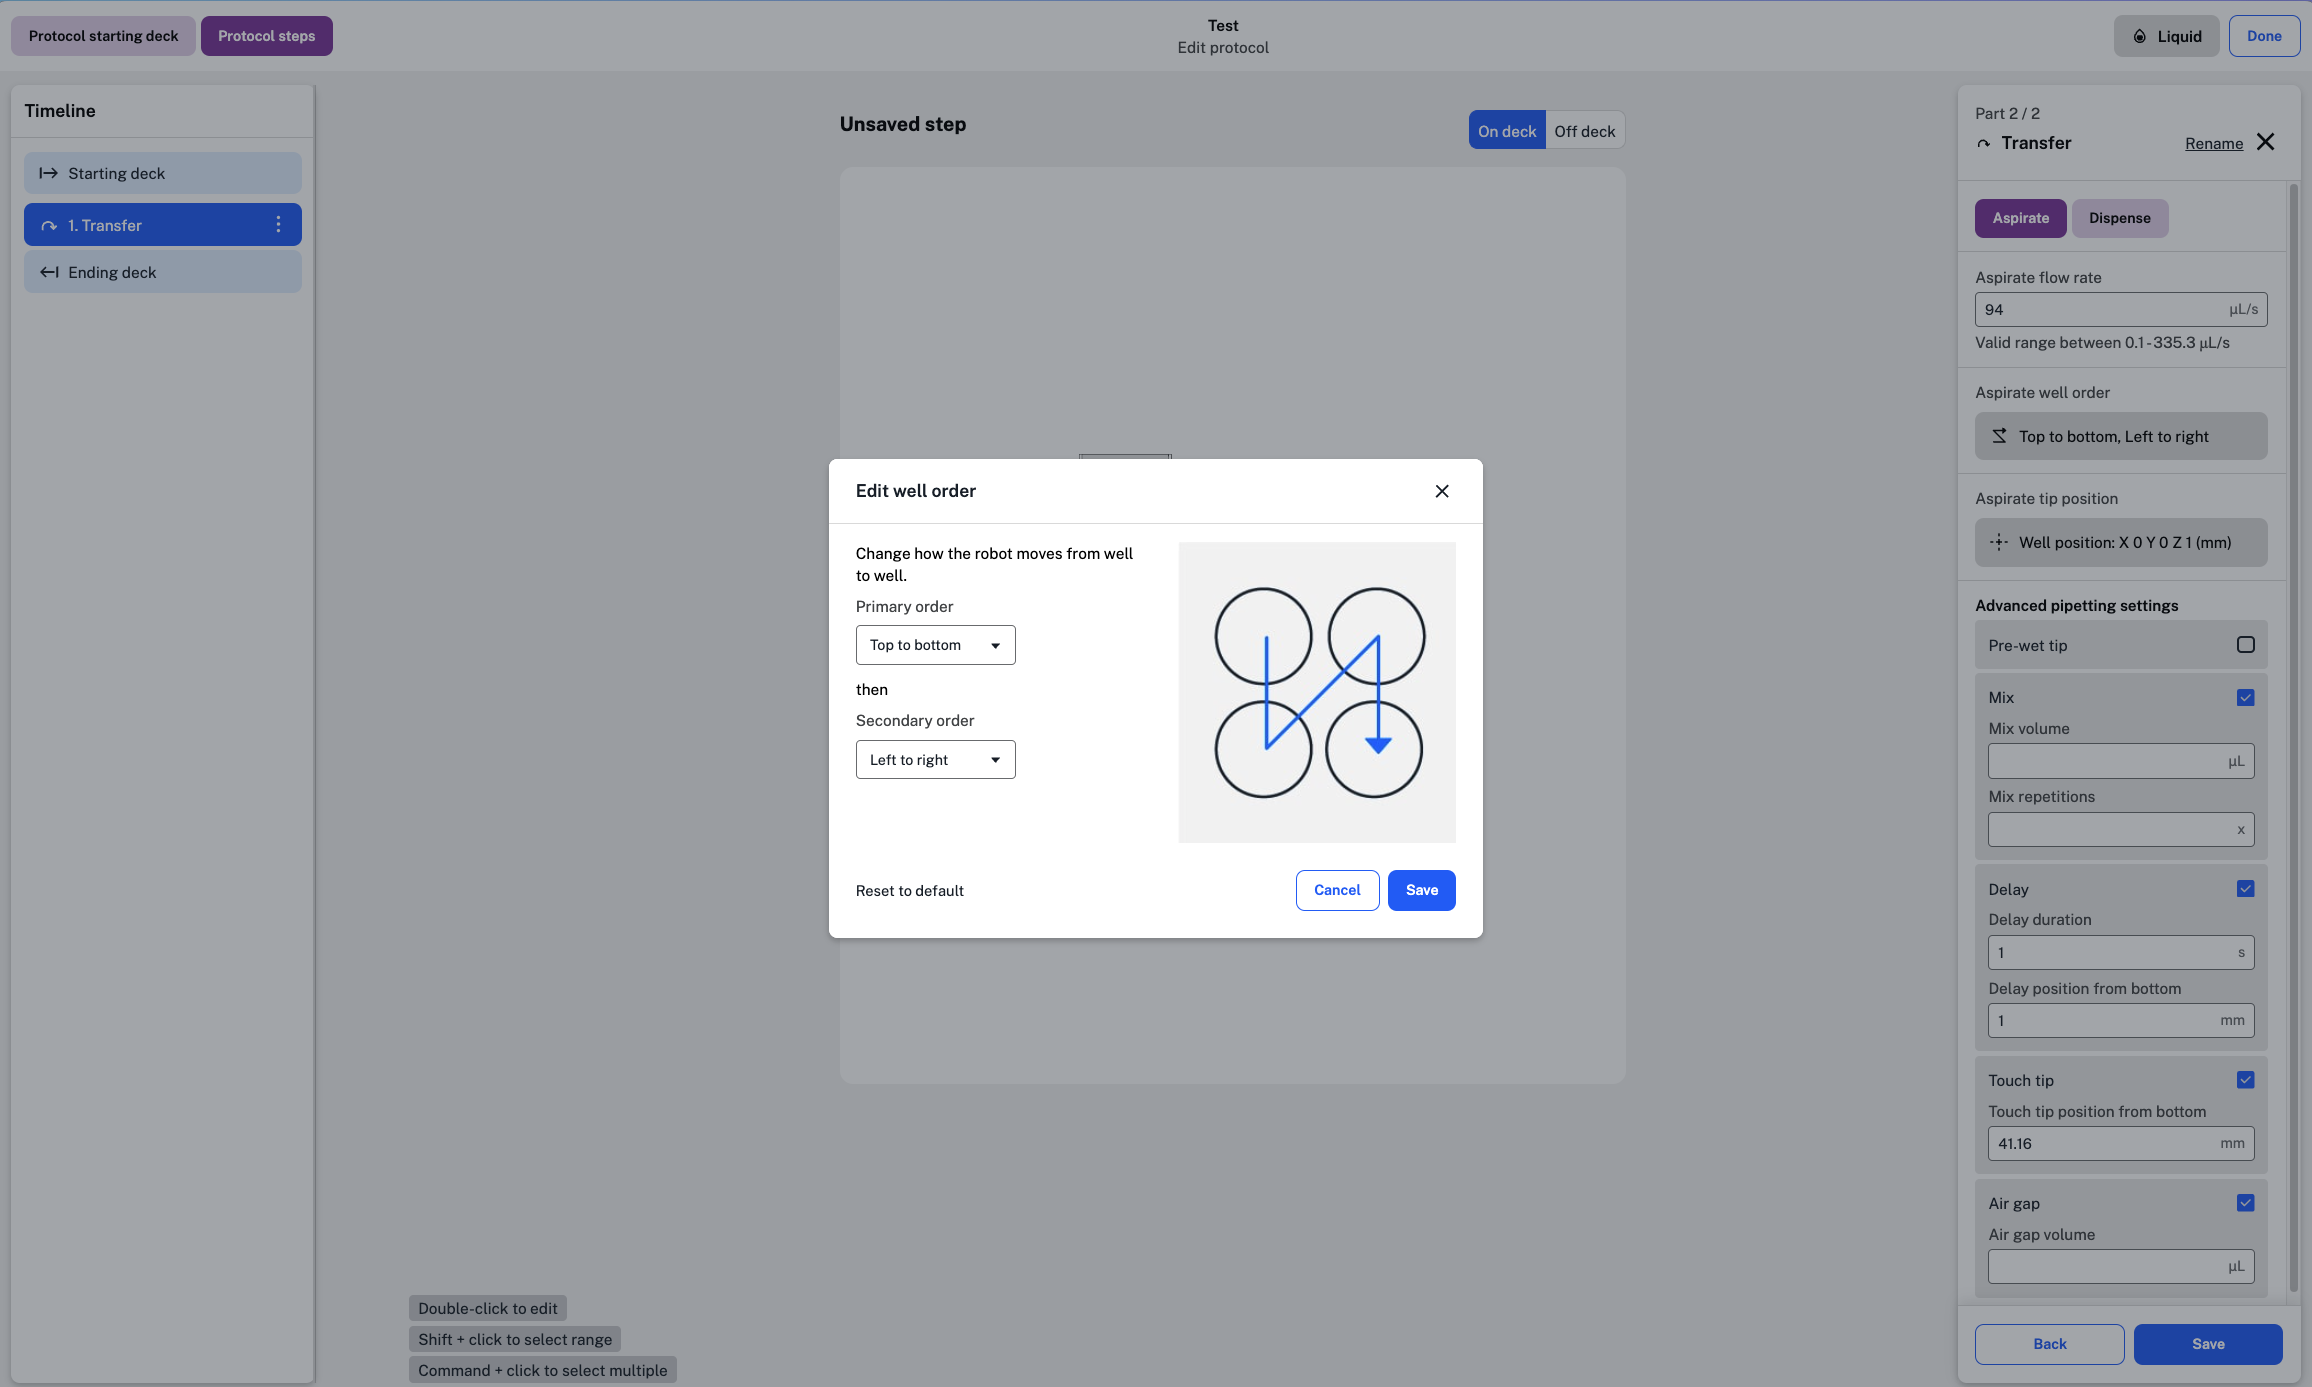 Protocol starting deck
Protocol steps
Test
Edit protocol
Liquid
Done
Timeline
Starting deck
1. Transfer
Ending deck
Unsaved step
On deck
Off deck
Edit well order
Change how the robot moves from well
to well.
Primary order
Top to bottom
then
Secondary order
Left to right
Reset to default
Cancel
Save
Double-click to edit
Shift + click to select range
Command + click to select multiple
Part 2 / 2
Transfer
Rename
Aspirate
Dispense
Aspirate flow rate
94 µL/s
Valid range between 0.1-335.3 µL/s
Aspirate well order
Top to bottom, Left to right
Aspirate tip position
Well position: X 0 Y 0 Z 1 (mm)
Advanced pipetting settings
Pre-wet tip
Mix
Mix volume
µL
Mix repetitions
x
Delay
Delay duration
1 s
Delay position from bottom
1 mm
Touch tip
Touch tip position from bottom
41.16 mm
Air gap
Air gap volume
µL
Back
Save